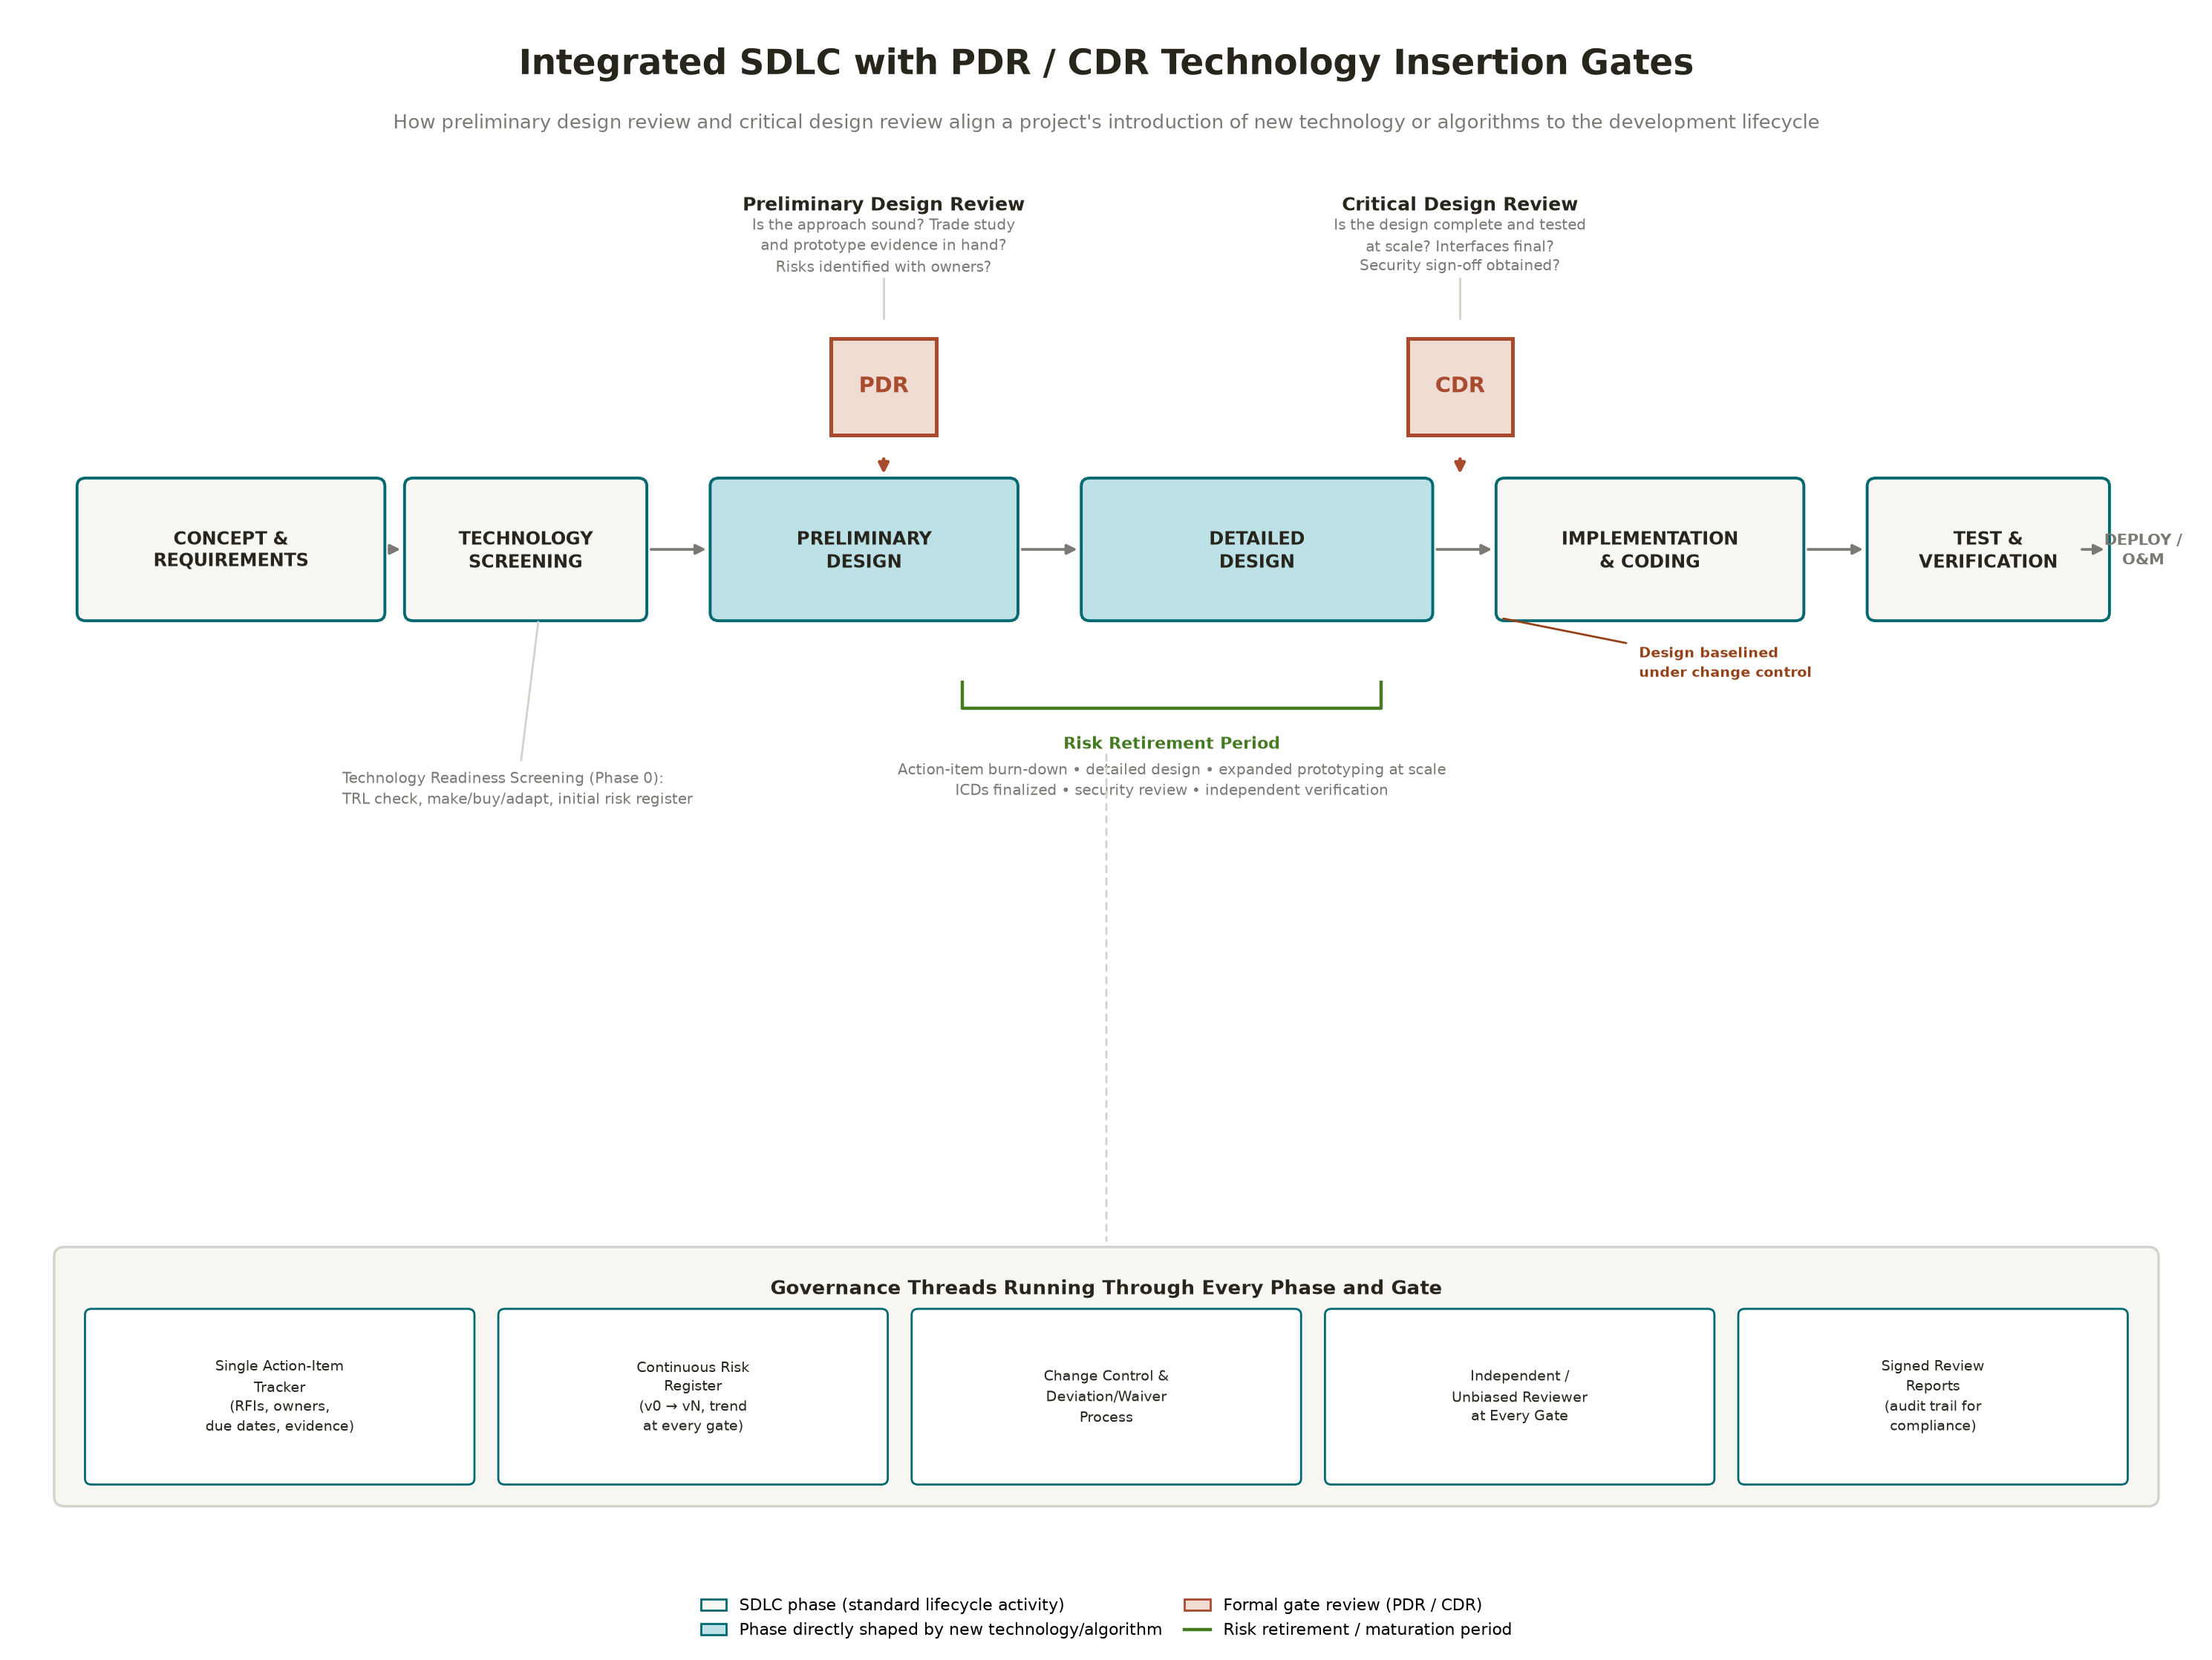 Integrated SDLC with PDR / CDR Technology Insertion Gates
How preliminary design review and critical design review align a project's introduction of new technology or algorithms to the development lifecycle
Preliminary Design Review
Is the approach sound? Trade study
and prototype evidence in hand?
Risks identified with owners?
Critical Design Review
Is the design complete and tested
at scale? Interfaces final?
Security sign-off obtained?
PDR
CDR
CONCEPT &
REQUIREMENTS
TECHNOLOGY
SCREENING
PRELIMINARY
DESIGN
DETAILED
DESIGN
IMPLEMENTATION
& CODING
TEST &
VERIFICATION
DEPLOY /
O&M
Design baselined
under change control
Risk Retirement Period
Action-item burn-down • detailed design • expanded prototyping at scale
ICDs finalized • security review • independent verification
Technology Readiness Screening (Phase 0):
TRL check, make/buy/adapt, initial risk register
Governance Threads Running Through Every Phase and Gate
Single Action-Item
Tracker
(RFIs, owners,
due dates, evidence)
Continuous Risk
Register
(v0 → vN, trend
at every gate)
Change Control &
Deviation/Waiver
Process
Independent /
Unbiased Reviewer
at Every Gate
Signed Review
Reports
(audit trail for
compliance)
SDLC phase (standard lifecycle activity)
Phase directly shaped by new technology/algorithm
Formal gate review (PDR / CDR)
Risk retirement / maturation period